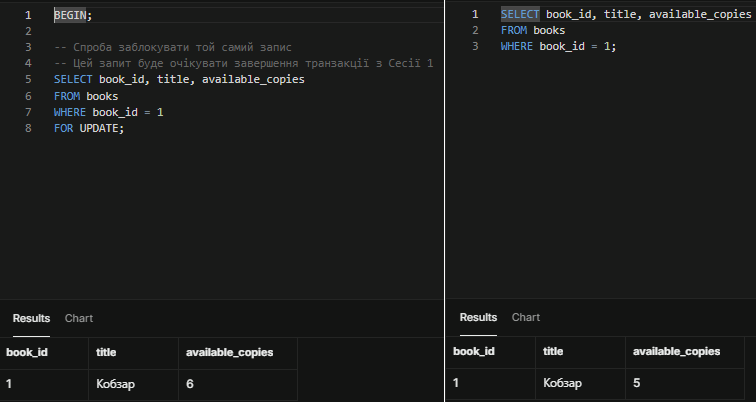 1 BEGIN;
2
3 -- Спроба заблокувати той самий запис
4 -- Цей запит буде очікувати завершення транзакції з Сесії 1
5 SELECT book_id, title, available_copies
6 FROM books
7 WHERE book_id = 1
8 FOR UPDATE;
Results Chart
book_id title available_copies
1 Кобзар 6
1 SELECT book_id, title, available_copies
2 FROM books
3 WHERE book_id = 1;
Results Chart
book_id title available_copies
1 Кобзар 5